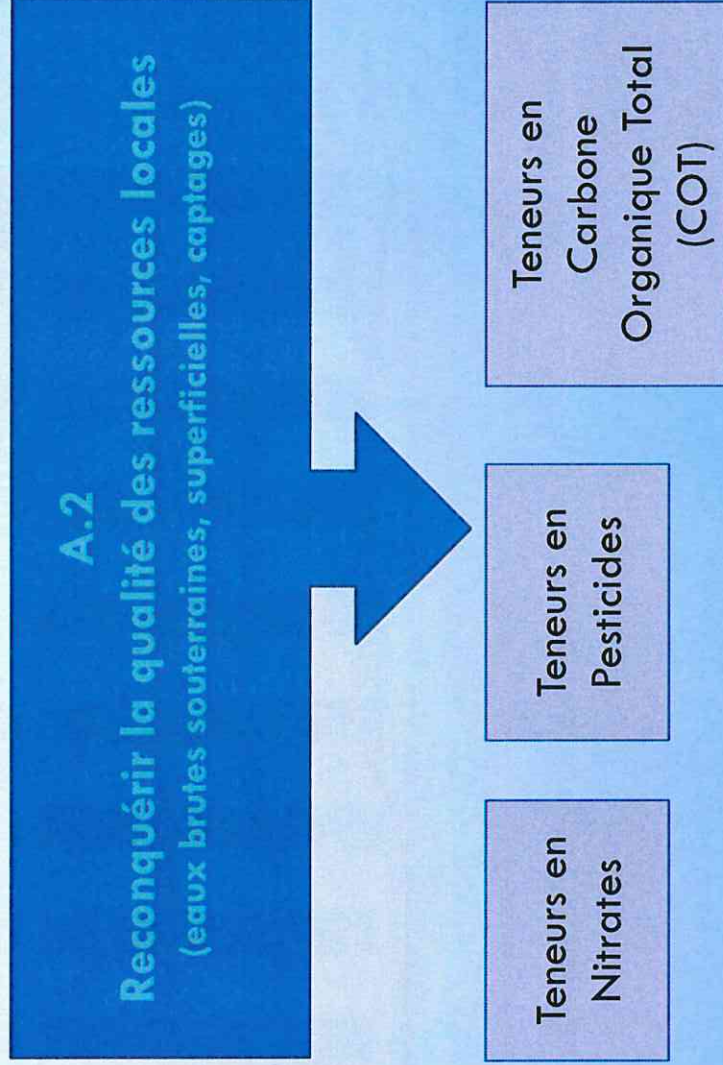 A.2
Reconquérir la qualité des ressources locales
(eaux brutes souterraines, superficielles, captages)
Teneurs en
Nitrates
Teneurs en
Pesticides
Teneurs en
Carbone
Organique Total
(COT)